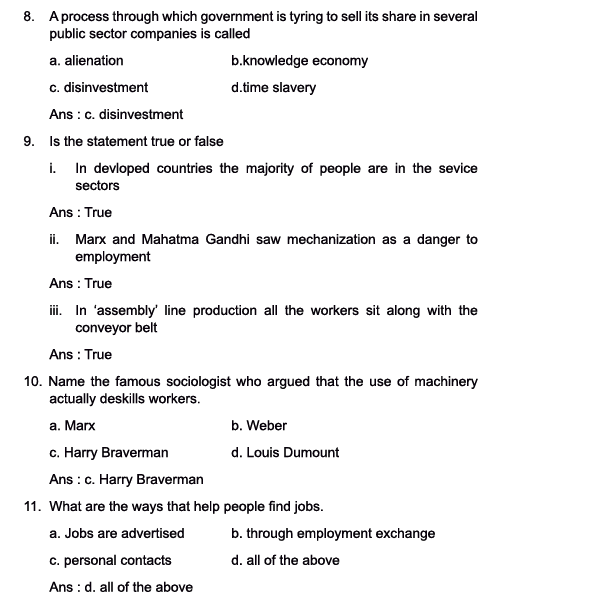 8. A process through which government is tyring to sell its share in several
public sector companies is called
a. alienation b.knowledge economy
c. disinvestment d.time slavery
Ans : c. disinvestment
9. Is the statement true or false
i. In devloped countries the majority of people are in the sevice
sectors
Ans : True
ii. Marx and Mahatma Gandhi saw mechanization as a danger to
employment
Ans : True
iii. In ‘assembly’ line production all the workers sit along with the
conveyor belt
Ans : True
10. Name the famous sociologist who argued that the use of machinery
actually deskills workers.
a. Marx b. Weber
c. Harry Braverman d. Louis Dumount
Ans : c. Harry Braverman
11. What are the ways that help people find jobs.
a. Jobs are advertised b. through employment exchange
c. personal contacts d. all of the above
Ans : d. all of the above